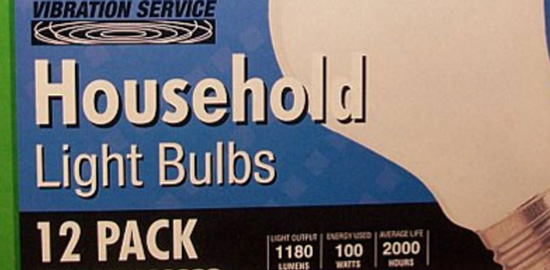 VIBRATION SERVICE
Household
Light Bulbs
12 PACK
LIGHT OUTPUT ENERGY USED AVERAGE LIFE
1180 100 2000
LUMENS WATTS HOURS